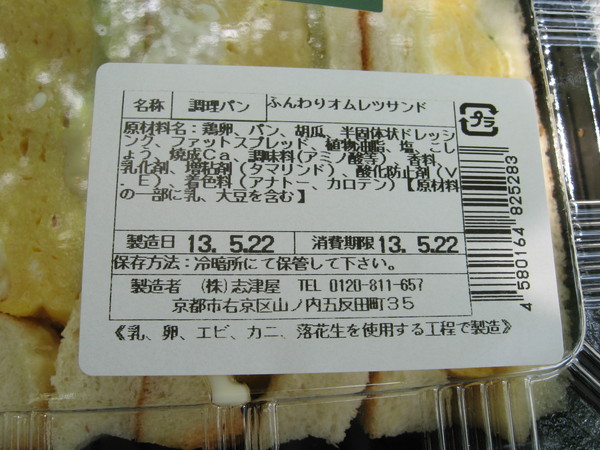 名称 調理パン ふんわりオムレツサンド
プラ
原材料名：鶏卵、パン、胡瓜、半固体状ドレッシ
ング、ファットスプレッド、植物油脂、塩、こし
ょう、焼成Ｃａ、調味料(アミノ酸等)、香料、
乳化剤、増粘剤（タマリンド）、酸化防止剤（Ｖ
．Ｅ）、着色料（アナトー、カロテン）【原材料
の一部に乳、大豆を含む】
製造日 13. 5.22 消費期限 13. 5.22
保存方法：冷暗所にて保管して下さい。
製造者 （株）志津屋 TEL 0120-811-657
京都市右京区山ノ内五反田町３５
《乳、卵、エビ、カニ、落花生を使用する工程で製造》
4 580164 825283